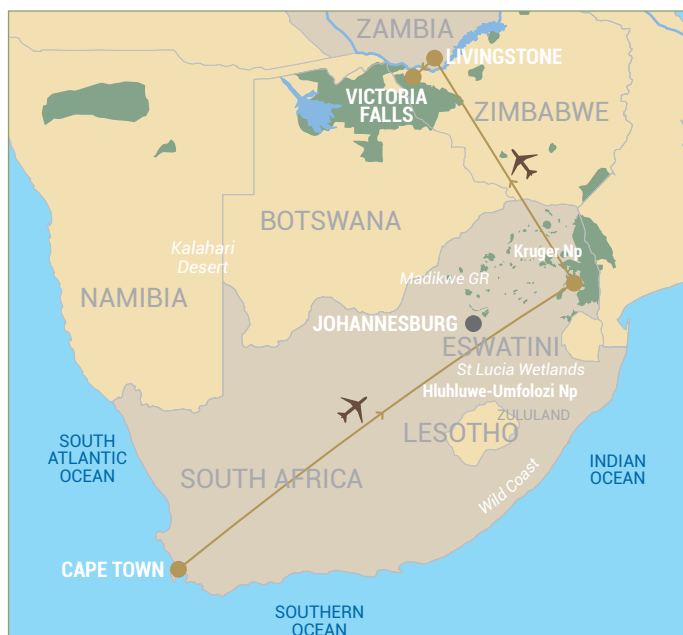 ZAMBIA
LIVINGSTONE
VICTORIA
FALLS
ZIMBABWE
BOTSWANA
Kalahari
Desert
Kruger Np
Madikwe GR
NAMIBIA
JOHANNESBURG
ESWATINI
St Lucia Wetlands
Hluhluwe-Umfolozi Np
ZULULAND
LESOTHO
SOUTH
ATLANTIC
OCEAN
INDIAN
OCEAN
SOUTH AFRICA
Wild Coast
CAPE TOWN
SOUTHERN
OCEAN